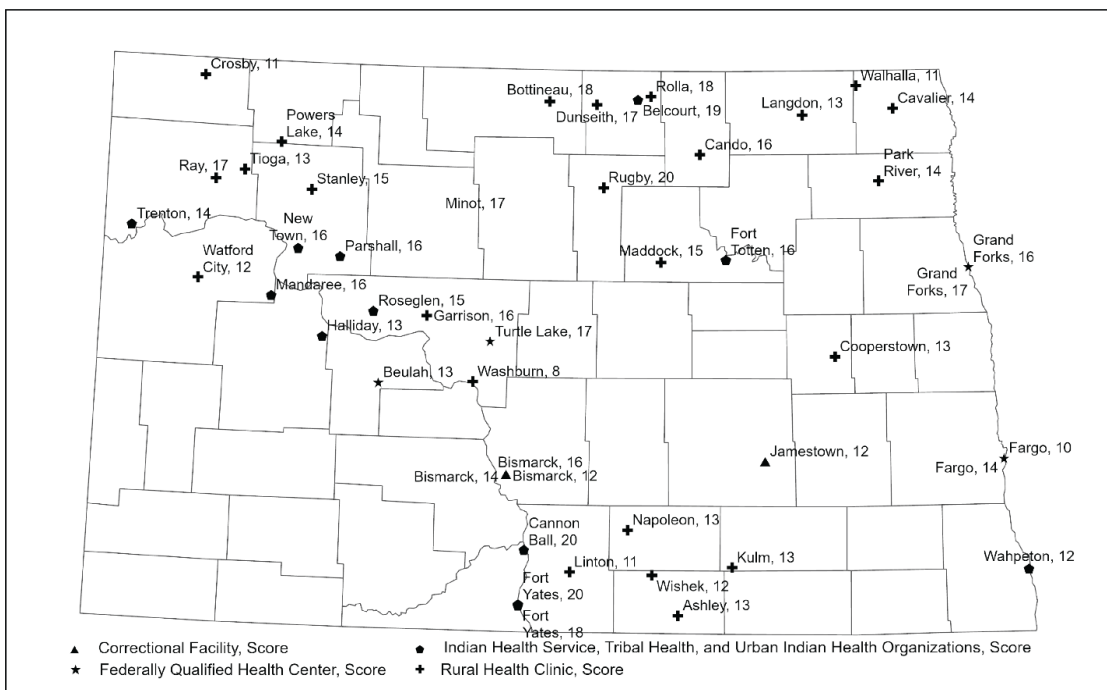 Crosby, 11
Walhalla, 11
Bottineau, 18
Rolla, 18
Dunseith, 17
Belcourt, 19
Langdon, 13
Cavalier, 14
Powers
Lake, 14
Cando, 16
Ray, 17
Tioga, 13
Park
River, 14
Stanley, 15
Rugby, 20
Minot, 17
Trenton, 14
New
Town, 16
Parshall, 16
Maddock, 15
Fort
Totten, 16
Watford
City, 12
Grand
Forks, 16
Grand
Forks, 17
Mandaree, 16
Roseglen, 15
Garrison, 16
Halliday, 13
Turtle Lake, 17
Cooperstown, 13
Beulah, 13
Washburn, 8
Bismarck, 16
Bismarck, 14
Bismarck, 12
Jamestown, 12
Fargo, 10
Fargo, 14
Cannon
Ball, 20
Napoleon, 13
Linton, 11
Kulm, 13
Wahpeton, 12
Fort
Yates, 20
Wishek, 12
Fort
Yates, 18
Ashley, 13
Correctional Facility, Score
Indian Health Service, Tribal Health, and Urban Indian Health Organizations, Score
Federally Qualified Health Center, Score
Rural Health Clinic, Score